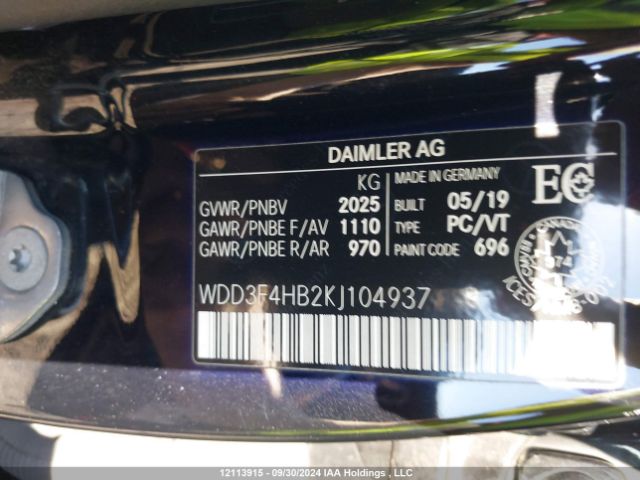 DAIMLER AG
KG
GVWR/PNBV 2025
GAWR/PNBE F/AV 1110
GAWR/PNBE R/AR 970
MADE IN GERMANY
BUILT 05/19
TYPE PC/VT
PAINT CODE 696
EC
CANADA
WDD3F4HB2KJ104937
12113915 - 09/30/2024 IAA Holdings , LLC